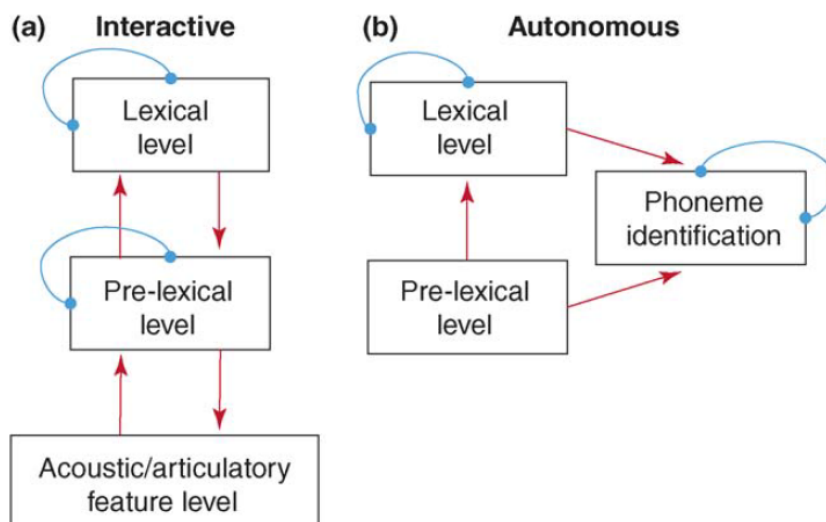 (a) Interactive
Lexical
level
Pre-lexical
level
Acoustic/articulatory
feature level
(b) Autonomous
Lexical
level
Phoneme
identification
Pre-lexical
level